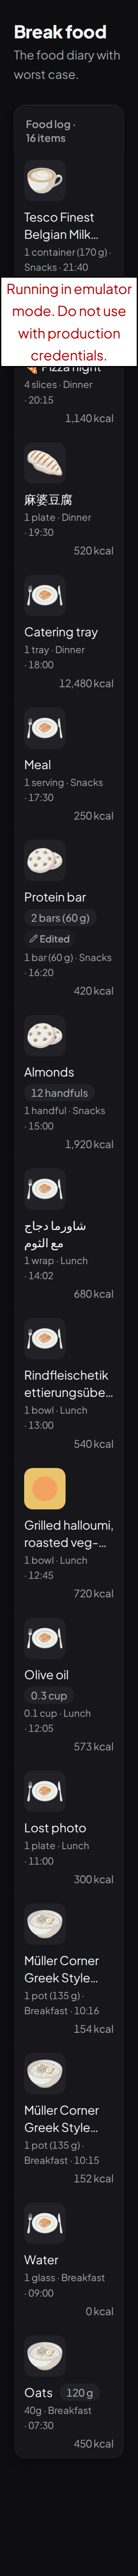 Break food
The food diary with
worst case.
Food log ·
16 items
Tesco Finest
Belgian Milk…
1 container (170 g) ·
Snacks · 21:40
Running in emulator
mode. Do not use
with production
credentials.
🍕 Pizza night
4 slices · Dinner
· 20:15
1,140 kcal
麻婆豆腐
1 plate · Dinner
· 19:30
520 kcal
Catering tray
1 tray · Dinner
· 18:00
12,480 kcal
Meal
1 serving · Snacks
· 17:30
250 kcal
Protein bar
2 bars (60 g)
Edited
1 bar (60 g) · Snacks
· 16:20
420 kcal
Almonds
12 handfuls
1 handful · Snacks
· 15:00
1,920 kcal
شاورما دجاج
مع الثوم
1 wrap · Lunch
· 14:02
680 kcal
Rindfleischetik
ettierungsübe…
1 bowl · Lunch
· 13:00
540 kcal
Grilled halloumi,
roasted veg-…
1 bowl · Lunch
· 12:45
720 kcal
Olive oil
0.3 cup
0.1 cup · Lunch
· 12:05
573 kcal
Lost photo
1 plate · Lunch
· 11:00
300 kcal
Müller Corner
Greek Style…
1 pot (135 g) ·
Breakfast · 10:16
154 kcal
Müller Corner
Greek Style…
1 pot (135 g) ·
Breakfast · 10:15
152 kcal
Water
1 glass · Breakfast
· 09:00
0 kcal
Oats 120 g
40g · Breakfast
· 07:30
450 kcal